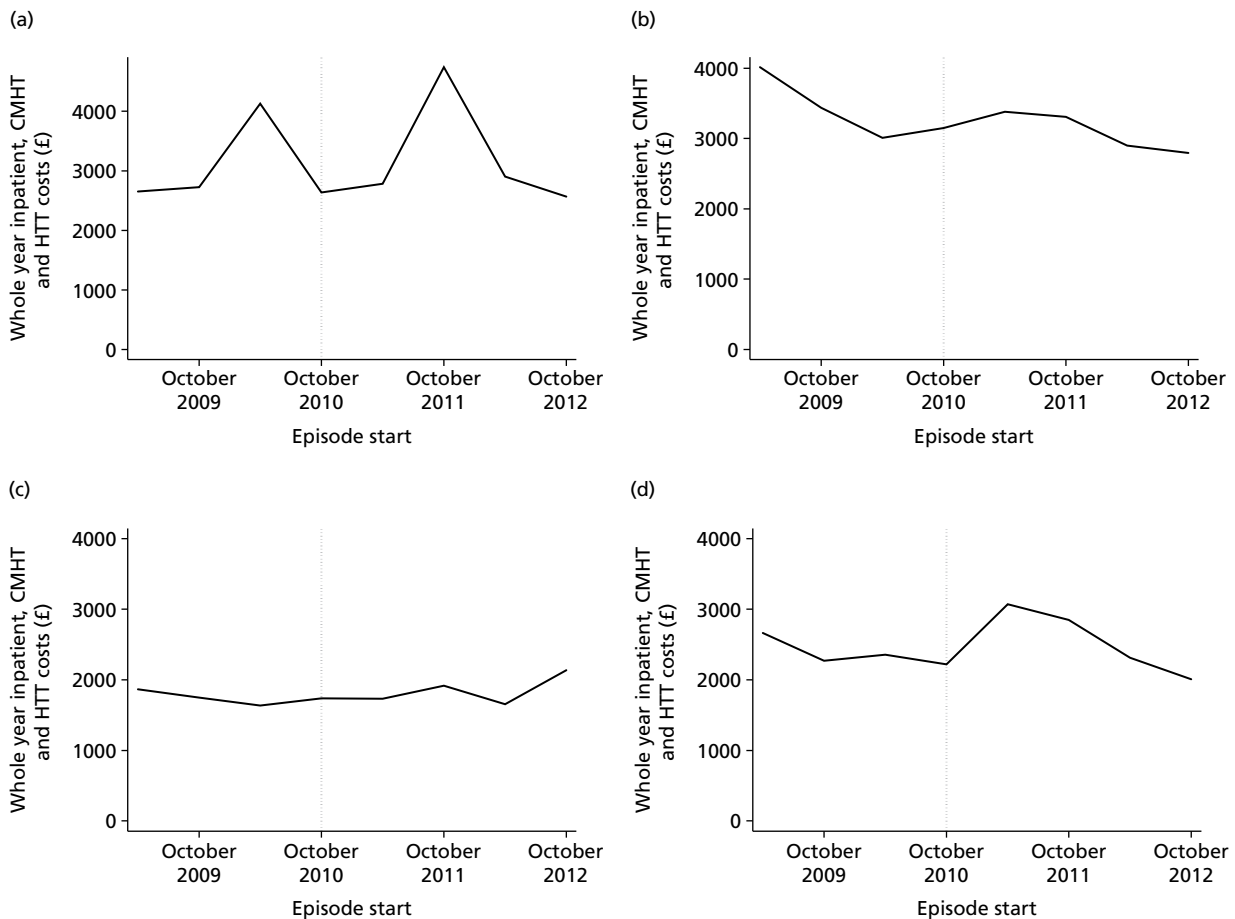 (a)
Whole year inpatient, CMHT
and HTT costs (£)
4000
3000
2000
1000
0
October
2009
October
2010
October
2011
October
2012
Episode start
(b)
Whole year inpatient, CMHT
and HTT costs (£)
4000
3000
2000
1000
0
October
2009
October
2010
October
2011
October
2012
Episode start
(c)
Whole year inpatient, CMHT
and HTT costs (£)
4000
3000
2000
1000
0
October
2009
October
2010
October
2011
October
2012
Episode start
(d)
Whole year inpatient, CMHT
and HTT costs (£)
4000
3000
2000
1000
0
October
2009
October
2010
October
2011
October
2012
Episode start